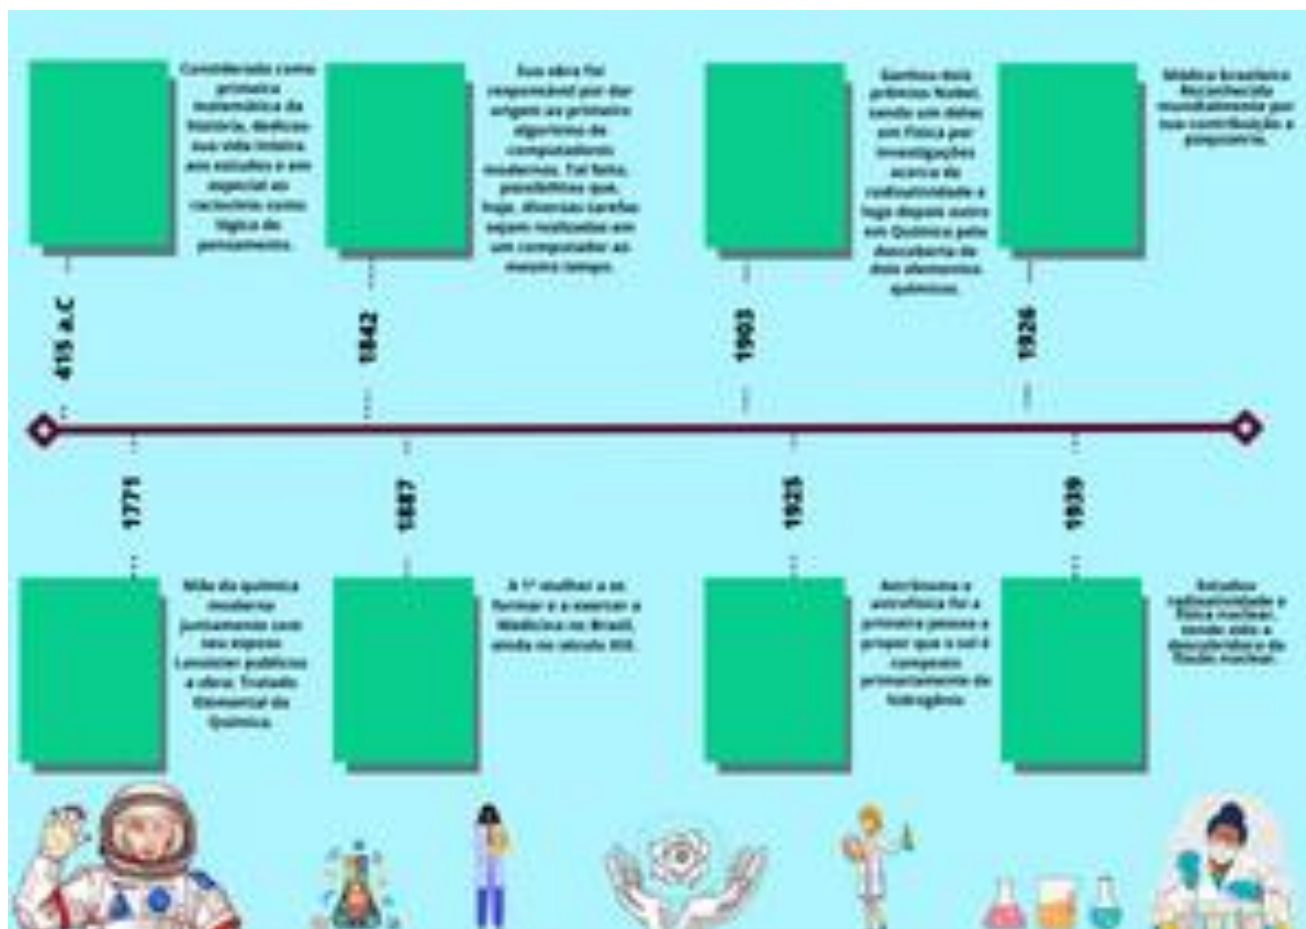 Considerada como
primeira
matemática da
história, dedicou
sua vida inteira
aos estudos e em
especial ao
raciocínio como
lógica do
pensamento.
Sua obra foi
responsável por dar
origem ao primeiro
algoritmo de
computadores
modernos. Tal feito,
possibilitou que,
hoje, diversas tarefas
sejam realizadas em
um computador ao
mesmo tempo.
Ganhou dois
prêmios Nobel,
sendo um deles
em Física por
investigações
acerca da
radioatividade e
logo depois outro
em Química pela
descoberta de
dois elementos
químicos.
Médica brasileira
Reconhecida
mundialmente por
sua contribuição a
psiquiatria.
415 a.C
1842
1903
1926
1771
1887
1925
1939
Mãe da química
moderna
juntamente com
seu esposo
Lavoisier publicou
a obra: Tratado
Elementar da
Química.
A 1ª mulher a se
formar e a exercer a
Medicina no Brasil,
ainda no século XIX.
Astrônoma e
astrofísica foi a
primeira pessoa a
propor que o sol é
composto
primariamente de
hidrogênio
Estudou
radioatividade e
física nuclear,
tendo sido a
descobridora da
fissão nuclear.